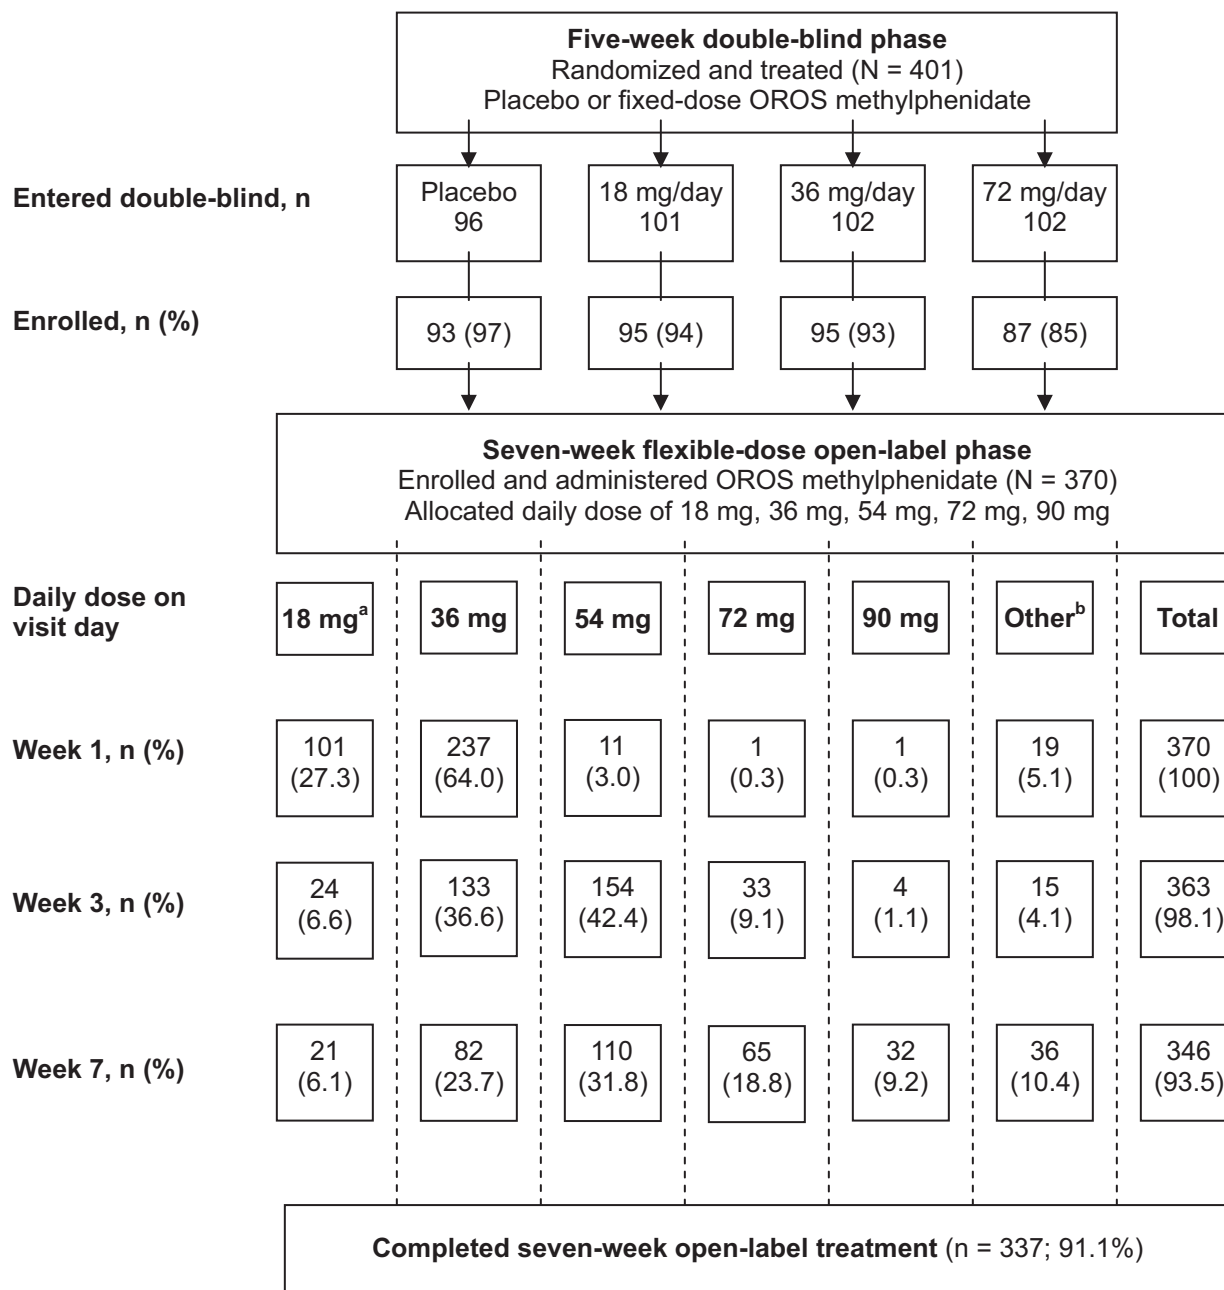 Five-week double-blind phase
Randomized and treated (N = 401)
Placebo or fixed-dose OROS methylphenidate
Entered double-blind, n
Placebo
96
18 mg/day
101
36 mg/day
102
72 mg/day
102
Enrolled, n (%)
93 (97)
95 (94)
95 (93)
87 (85)
Seven-week flexible-dose open-label phase
Enrolled and administered OROS methylphenidate (N = 370)
Allocated daily dose of 18 mg, 36 mg, 54 mg, 72 mg, 90 mg
Daily dose on
visit day
18 mgᵃ
36 mg
54 mg
72 mg
90 mg
Otherᵇ
Total
Week 1, n (%)
101
(27.3)
237
(64.0)
11
(3.0)
1
(0.3)
1
(0.3)
19
(5.1)
370
(100)
Week 3, n (%)
24
(6.6)
133
(36.6)
154
(42.4)
33
(9.1)
4
(1.1)
15
(4.1)
363
(98.1)
Week 7, n (%)
21
(6.1)
82
(23.7)
110
(31.8)
65
(18.8)
32
(9.2)
36
(10.4)
346
(93.5)
Completed seven-week open-label treatment (n = 337; 91.1%)